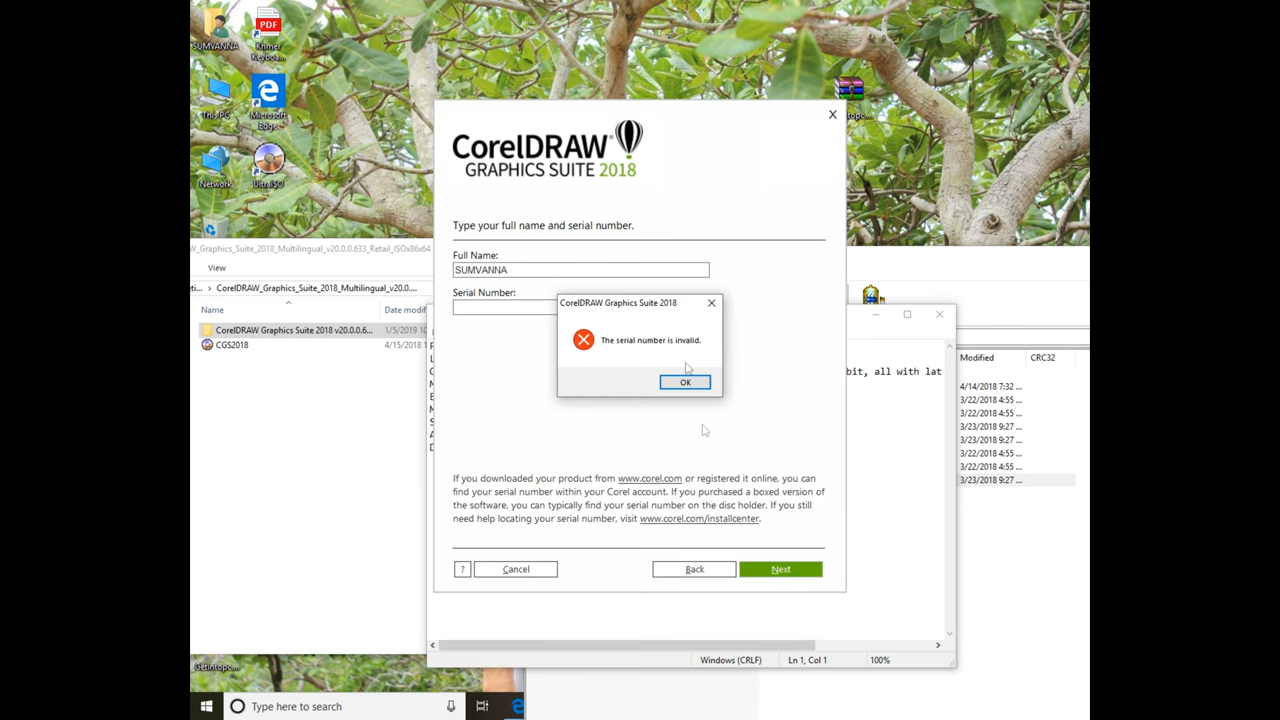 SUMVANNA
PDF
Khmer
Keyboa...
This PC
Microsoft
Edge
topc...
Network
UltraISO
X
CorelDRAW®
GRAPHICS SUITE 2018
Type your full name and serial number.
Full Name:
SUMVANNA
Serial Number:
CorelDRAW Graphics Suite 2018
The serial number is invalid.
OK
If you downloaded your product from www.corel.com or registered it online, you can
find your serial number within your Corel account. If you purchased a boxed version of
the software, you can typically find your serial number on the disc holder. If you still
need help locating your serial number, visit www.corel.com/installcenter.
?
Cancel
Back
Next
W_Graphics_Suite_2018_Multilingual_v20.0.0.633_Retail_ISOx86x64
View
CorelDRAW_Graphics_Suite_2018_Multilingual_v20.0....
Name
Date modif
CorelDRAW Graphics Suite 2018 v20.0.0.6...
1/5/2019 10
CGS2018
4/15/2018 1
bit, all with lat
Modified
CRC32
4/14/2018 7:32 ...
3/22/2018 4:55 ...
3/22/2018 4:55 ...
3/23/2018 9:27 ...
3/23/2018 9:27 ...
3/22/2018 4:55 ...
3/22/2018 4:55 ...
3/23/2018 9:27 ...
Windows (CRLF)
Ln 1, Col 1
100%
Getintopc...
Type here to search